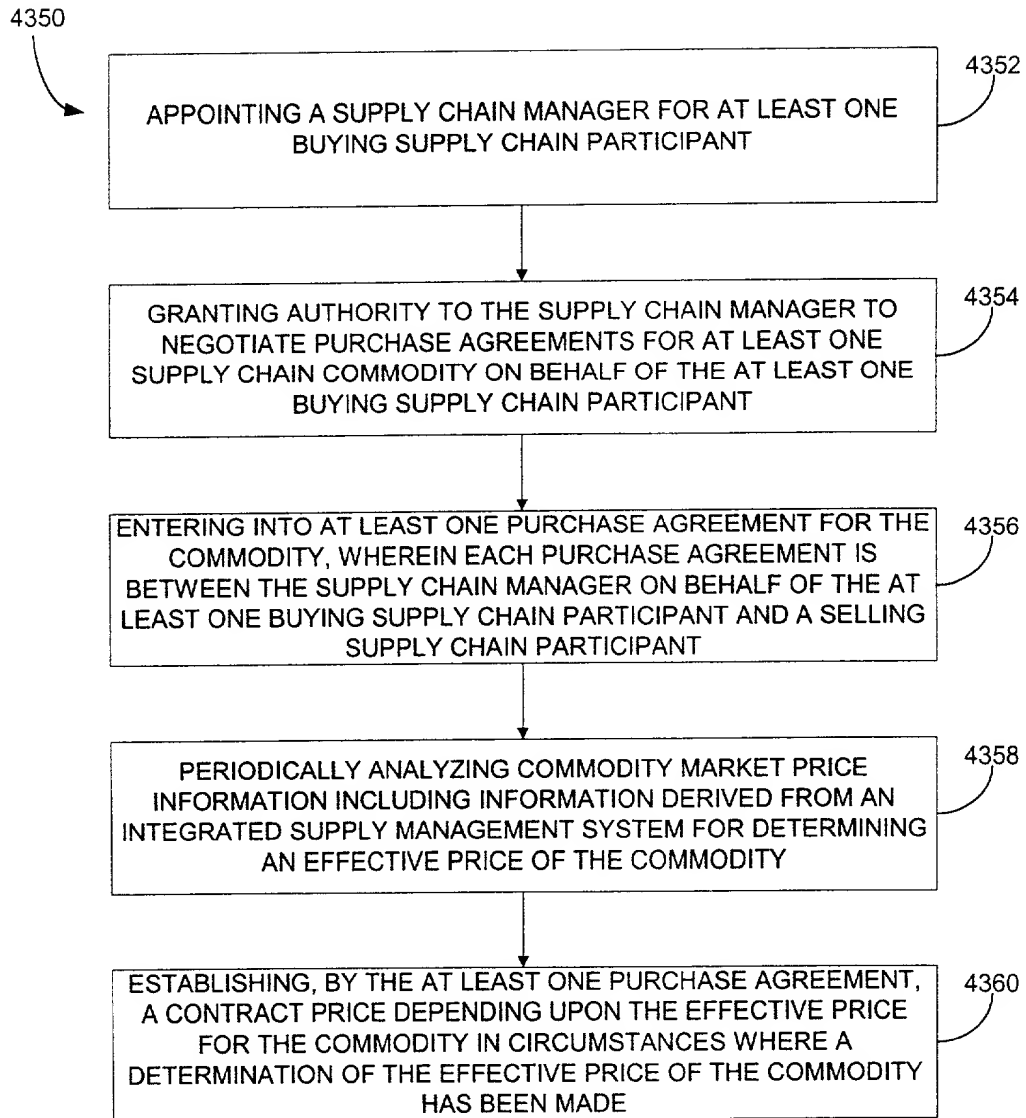 4350
4352
APPOINTING A SUPPLY CHAIN MANAGER FOR AT LEAST ONE
BUYING SUPPLY CHAIN PARTICIPANT
4354
GRANTING AUTHORITY TO THE SUPPLY CHAIN MANAGER TO
NEGOTIATE PURCHASE AGREEMENTS FOR AT LEAST ONE
SUPPLY CHAIN COMMODITY ON BEHALF OF THE AT LEAST ONE
BUYING SUPPLY CHAIN PARTICIPANT
4356
ENTERING INTO AT LEAST ONE PURCHASE AGREEMENT FOR THE
COMMODITY, WHEREIN EACH PURCHASE AGREEMENT IS
BETWEEN THE SUPPLY CHAIN MANAGER ON BEHALF OF THE AT
LEAST ONE BUYING SUPPLY CHAIN PARTICIPANT AND A SELLING
SUPPLY CHAIN PARTICIPANT
4358
PERIODICALLY ANALYZING COMMODITY MARKET PRICE
INFORMATION INCLUDING INFORMATION DERIVED FROM AN
INTEGRATED SUPPLY MANAGEMENT SYSTEM FOR DETERMINING
AN EFFECTIVE PRICE OF THE COMMODITY
4360
ESTABLISHING, BY THE AT LEAST ONE PURCHASE AGREEMENT,
A CONTRACT PRICE DEPENDING UPON THE EFFECTIVE PRICE
FOR THE COMMODITY IN CIRCUMSTANCES WHERE A
DETERMINATION OF THE EFFECTIVE PRICE OF THE COMMODITY
HAS BEEN MADE